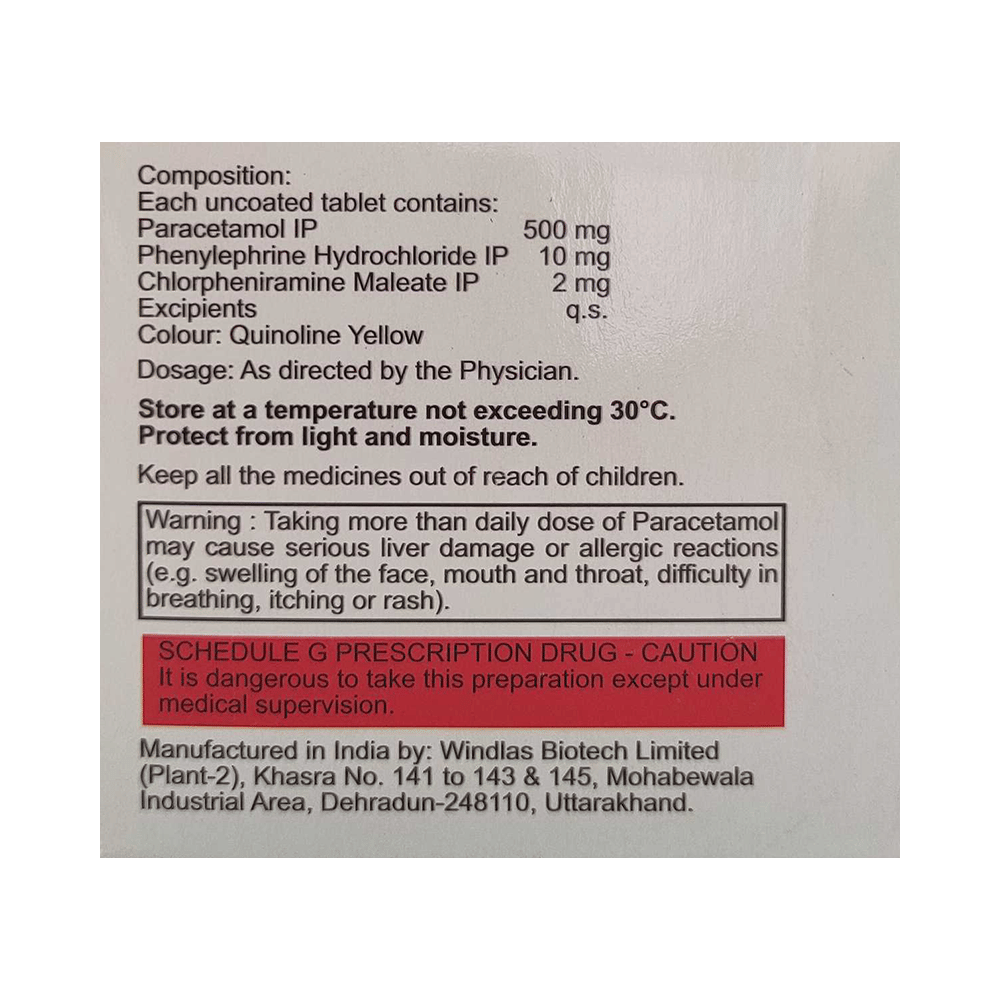 Composition:
Each uncoated tablet contains:
Paracetamol IP 500 mg
Phenylephrine Hydrochloride IP 10 mg
Chlorpheniramine Maleate IP 2 mg
Excipients q.s.
Colour: Quinoline Yellow
Dosage: As directed by the Physician.
Store at a temperature not exceeding 30°C.
Protect from light and moisture.
Keep all the medicines out of reach of children.
Warning : Taking more than daily dose of Paracetamol
may cause serious liver damage or allergic reactions
(e.g. swelling of the face, mouth and throat, difficulty in
breathing, itching or rash).
SCHEDULE G PRESCRIPTION DRUG - CAUTION
It is dangerous to take this preparation except under
medical supervision.
Manufactured in India by: Windlas Biotech Limited
(Plant-2), Khasra No. 141 to 143 & 145, Mohabewala
Industrial Area, Dehradun-248110, Uttarakhand.